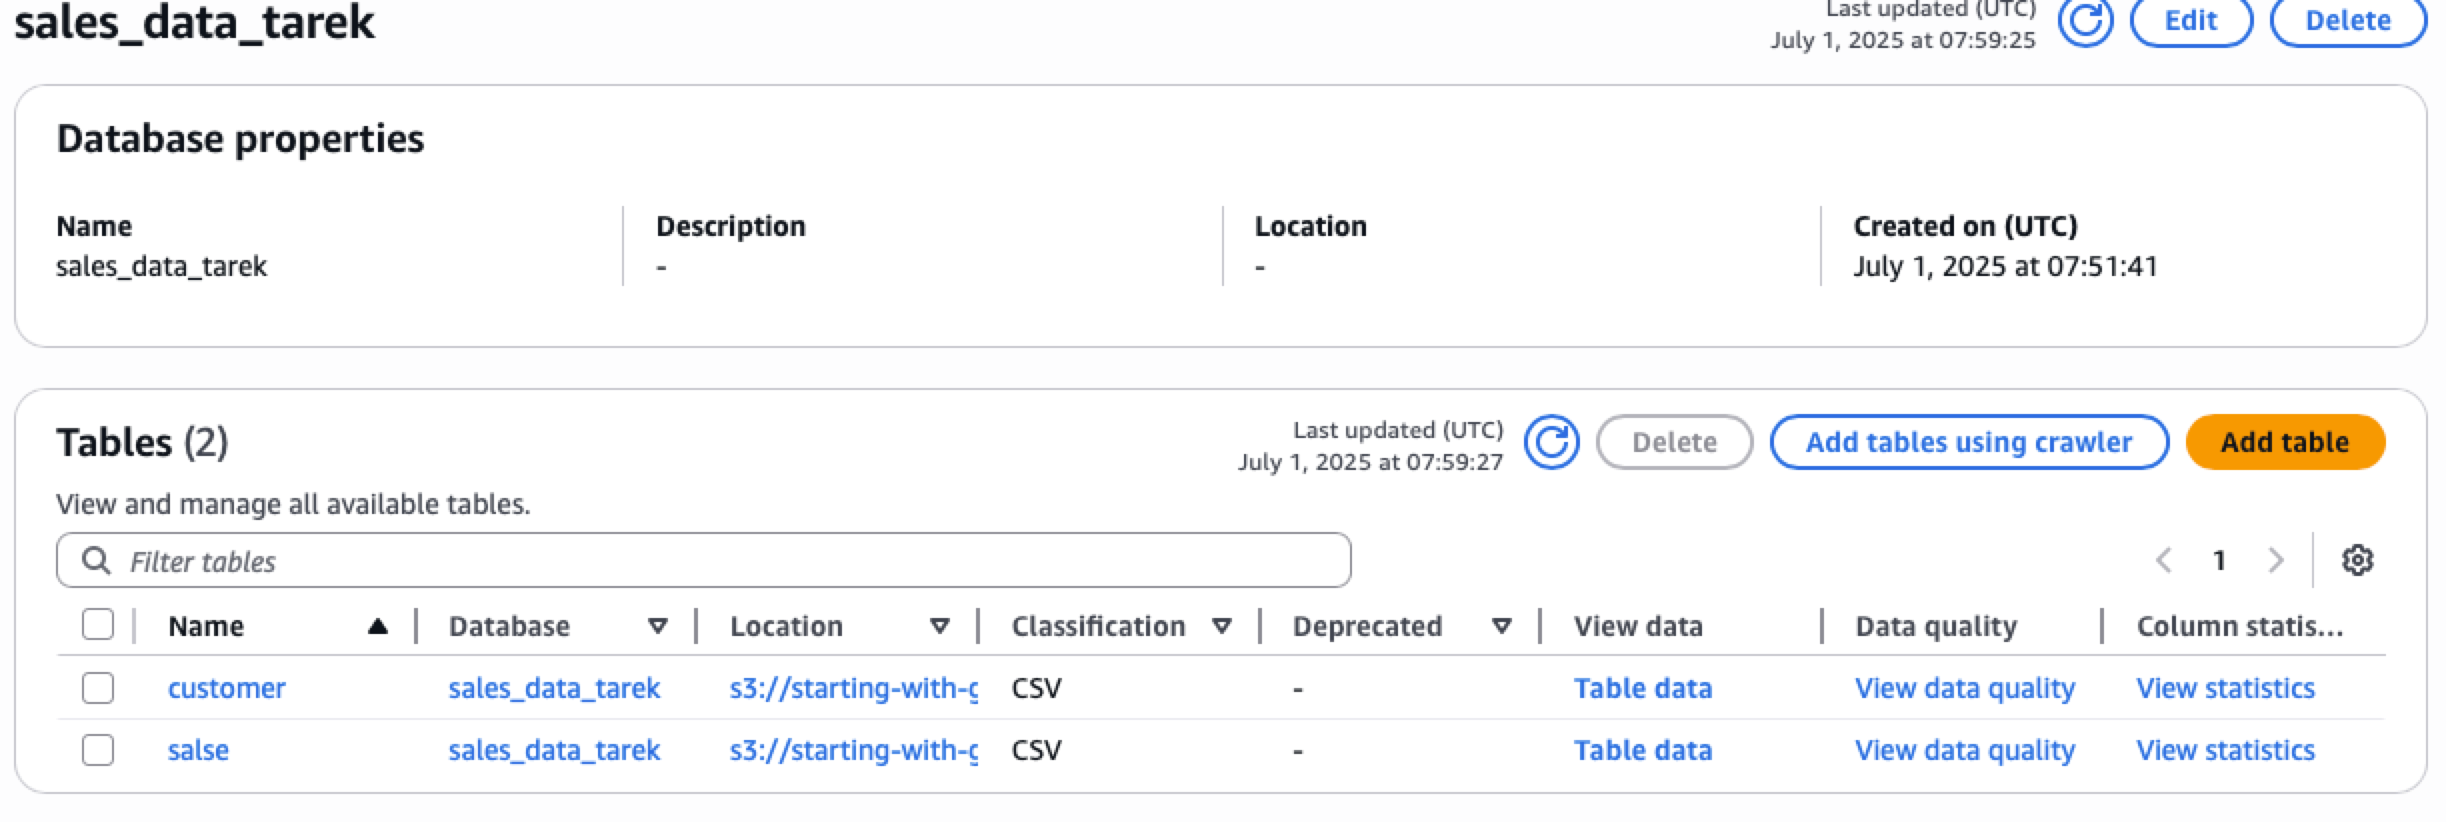 sales_data_tarek
Last updated (UTC)
July 1, 2025 at 07:59:25
Edit
Delete
Database properties
Name
sales_data_tarek
Description
-
Location
-
Created on (UTC)
July 1, 2025 at 07:51:41
Tables (2)
Last updated (UTC)
July 1, 2025 at 07:59:27
Delete
Add tables using crawler
Add table
View and manage all available tables.
Filter tables
1
Name Database Location Classification Deprecated View data Data quality Column statis...
customer sales_data_tarek s3://starting-with-g CSV - Table data View data quality View statistics
salse sales_data_tarek s3://starting-with-g CSV - Table data View data quality View statistics